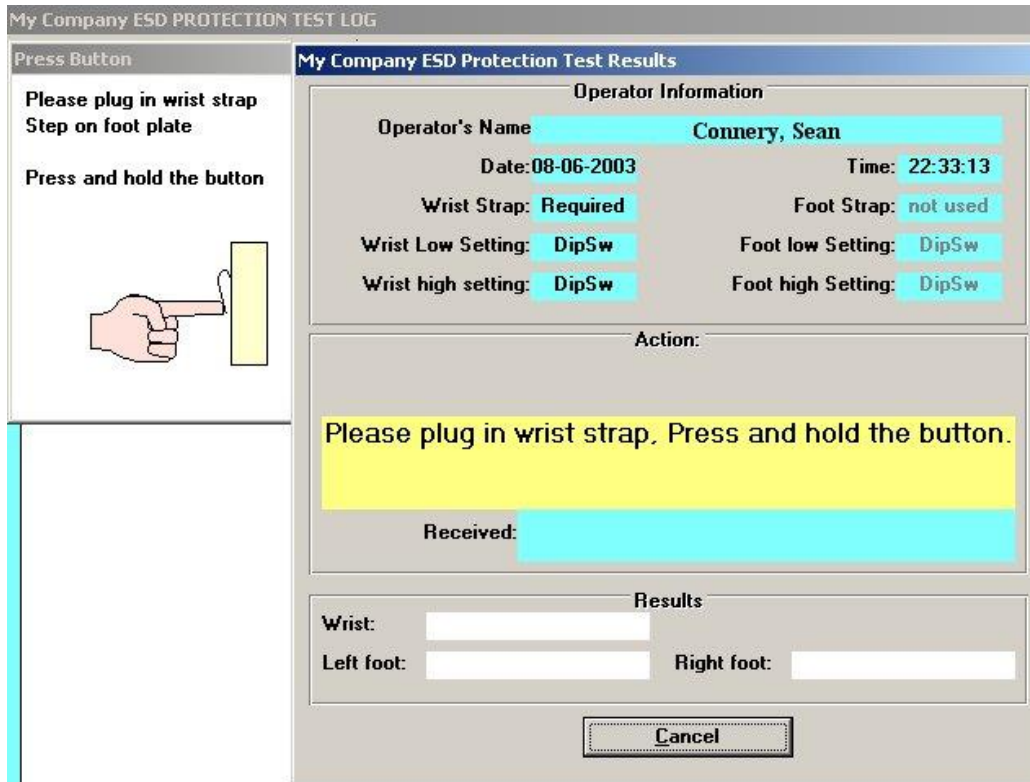 My Company ESD PROTECTION TEST LOG
Press Button
Please plug in wrist strap
Step on foot plate
Press and hold the button
My Company ESD Protection Test Results
Operator Information
Operator's Name Connery, Sean
Date: 08-06-2003 Time: 22:33:13
Wrist Strap: Required Foot Strap: not used
Wrist Low Setting: DipSw Foot low Setting: DipSw
Wrist high setting: DipSw Foot high Setting: DipSw
Action:
Please plug in wrist strap, Press and hold the button.
Received:
Results
Wrist:
Left foot: Right foot:
Cancel